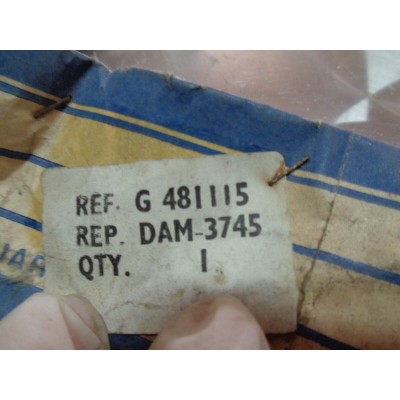 REF. G 481115
REP. DAM-3745
QTY. 1